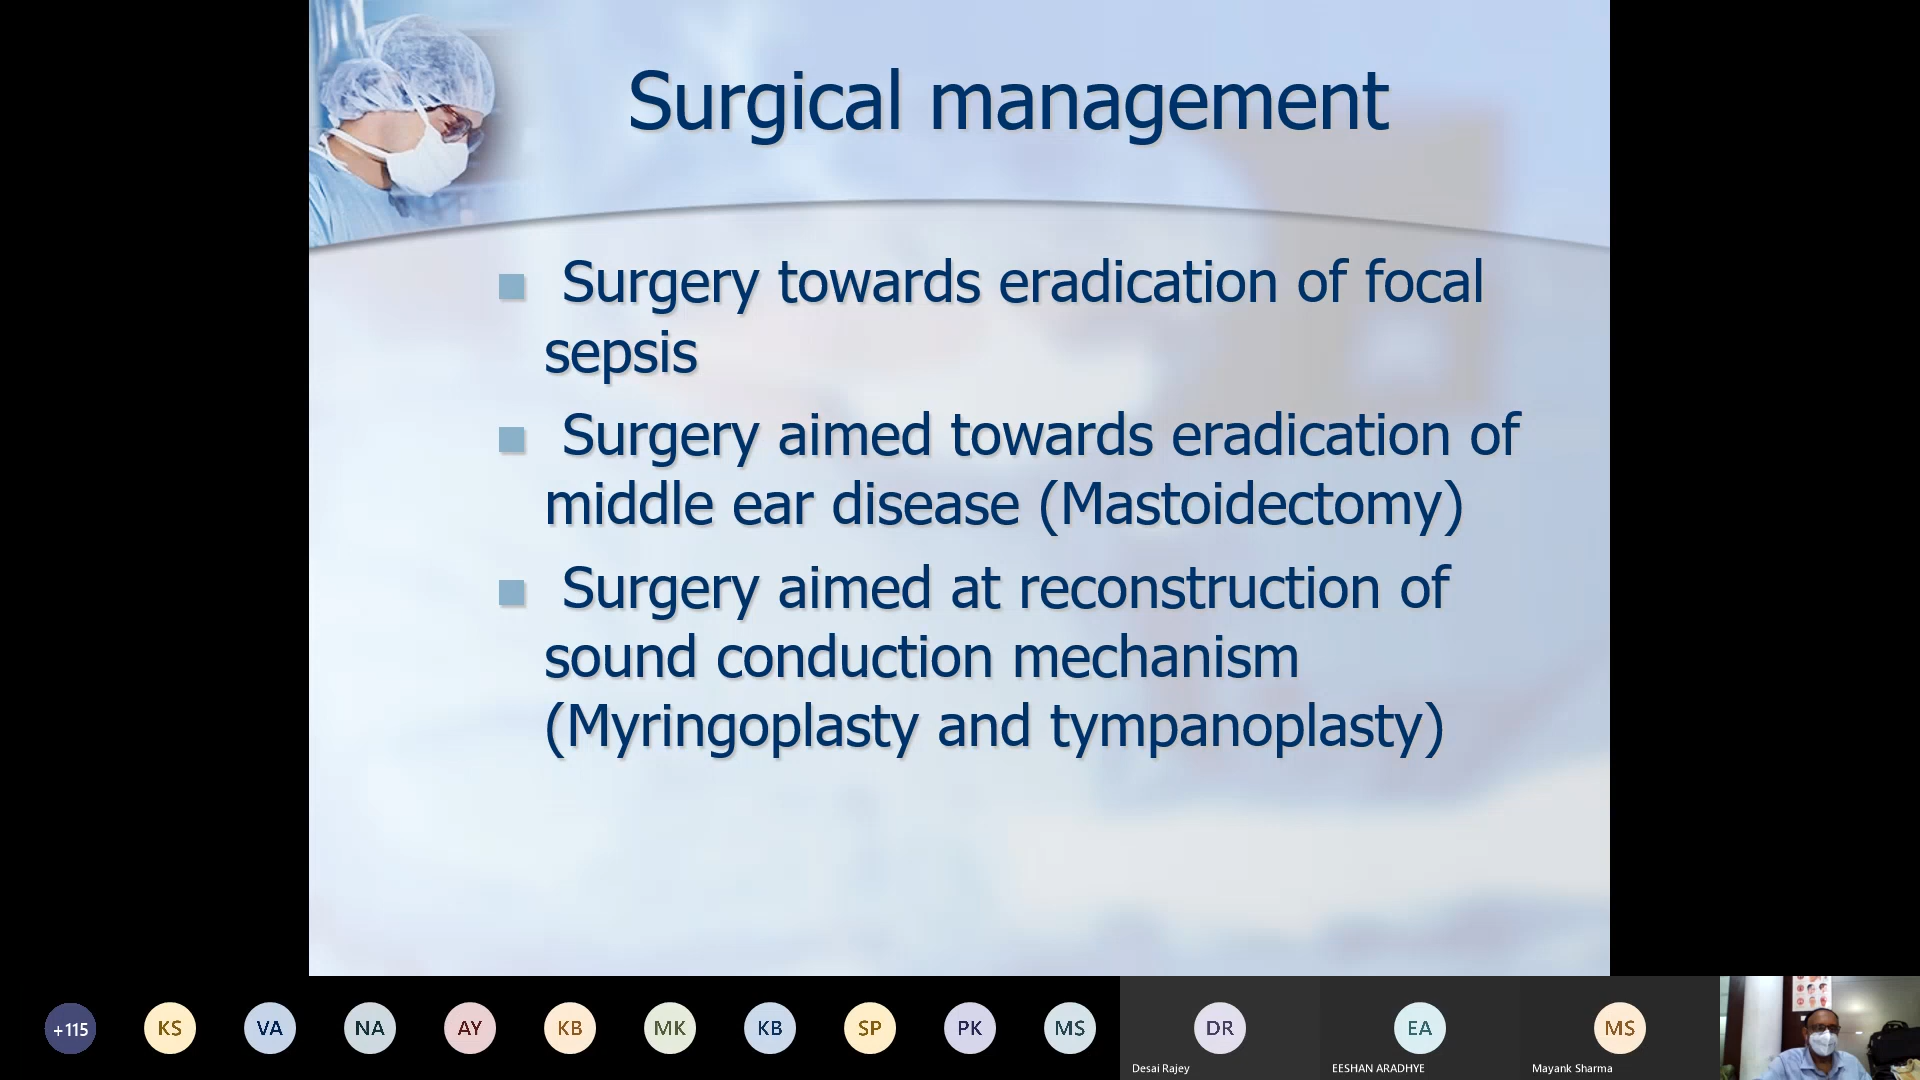 Surgical management
Surgery towards eradication of focal
sepsis
Surgery aimed towards eradication of
middle ear disease (Mastoidectomy)
Surgery aimed at reconstruction of
sound conduction mechanism
(Myringoplasty and tympanoplasty)
+115
KS
VA
NA
AY
KB
MK
KB
SP
PK
MS
DR
EA
MS
Desai Rajey
EESHAN ARADHYE
Mayank Sharma